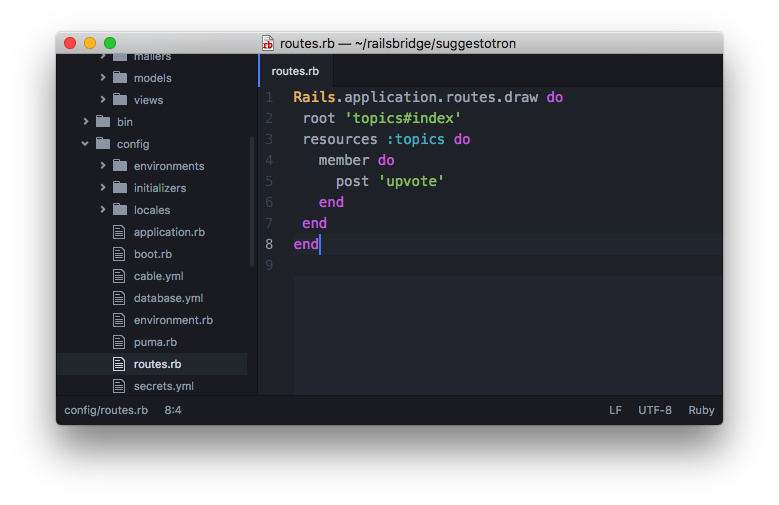 routes.rb — ~/railsbridge/suggestotron
mailers
models
views
bin
config
environments
initializers
locales
application.rb
boot.rb
cable.yml
database.yml
environment.rb
puma.rb
routes.rb
secrets.yml
routes.rb
1 Rails.application.routes.draw do
2 root 'topics#index'
3 resources :topics do
4 member do
5 post 'upvote'
6 end
7 end
8 end
9
config/routes.rb 8:4 LF UTF-8 Ruby